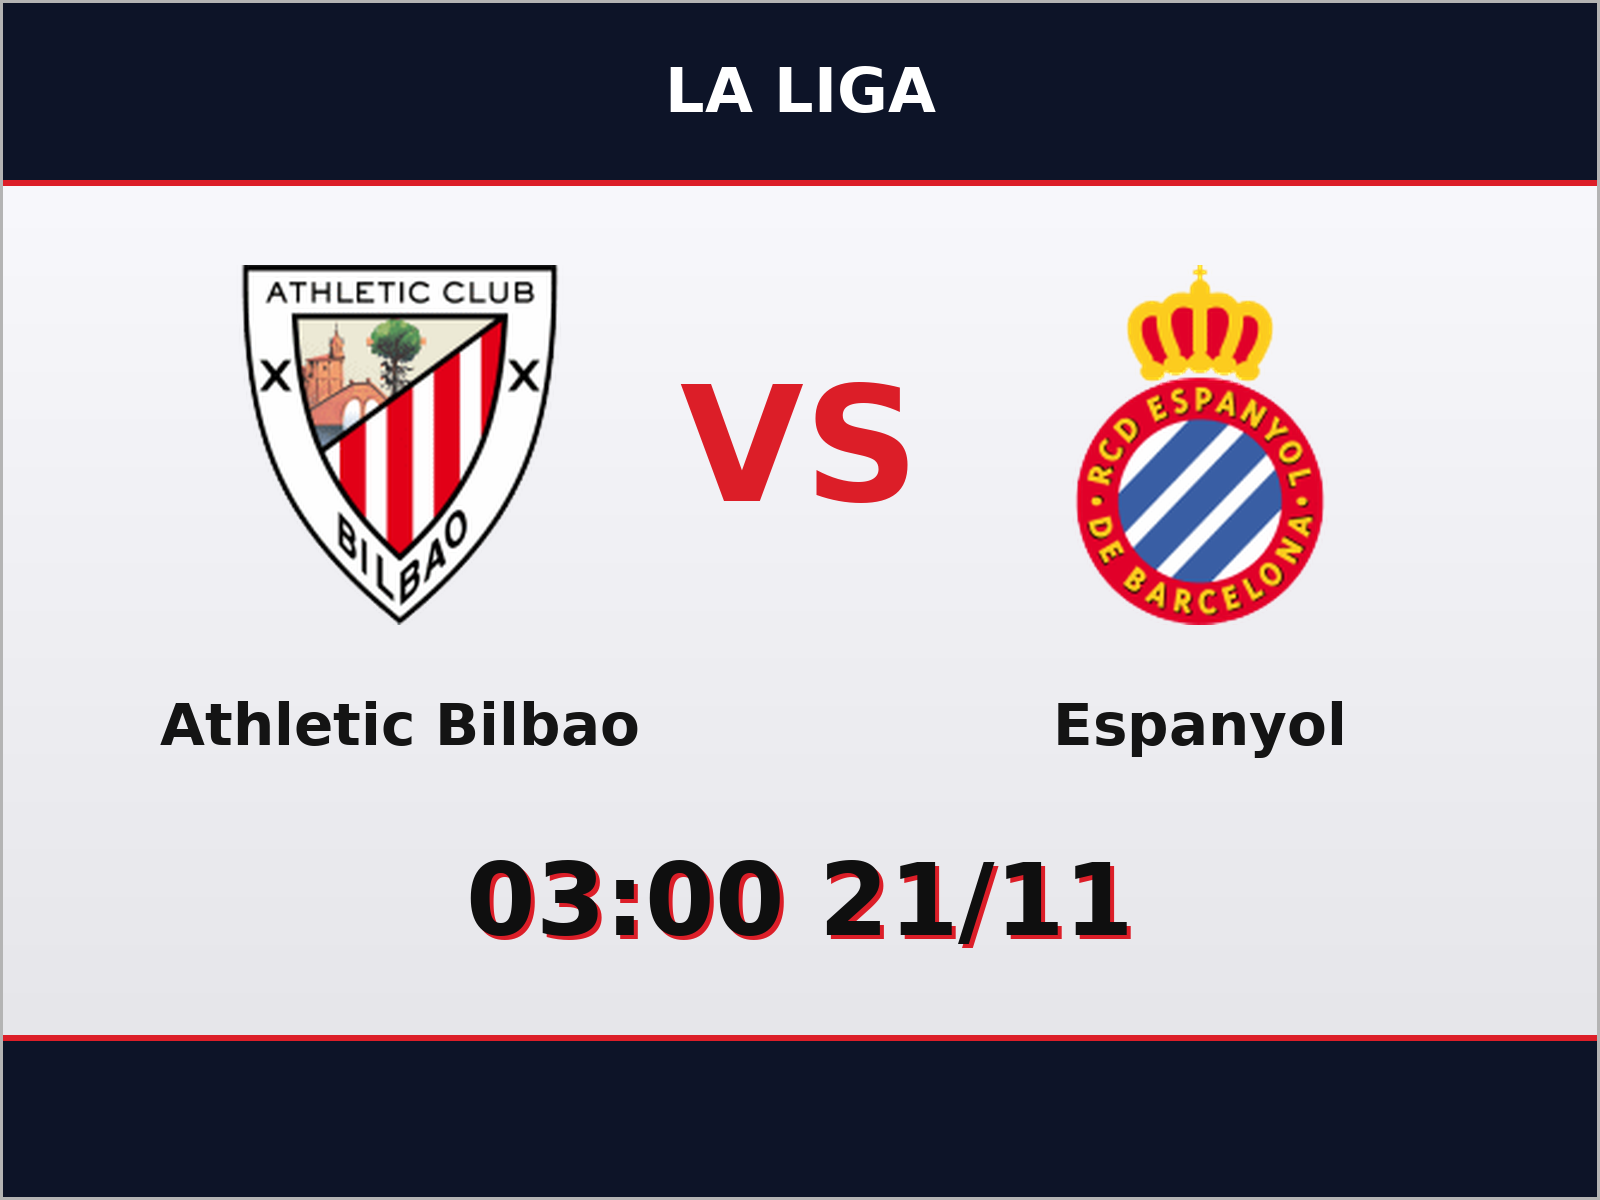 LA LIGA
ATHLETIC CLUB
X X
BILBAO
VS
RCD ESPANYOL
DE BARCELONA
Athletic Bilbao
Espanyol
03:00 21/11